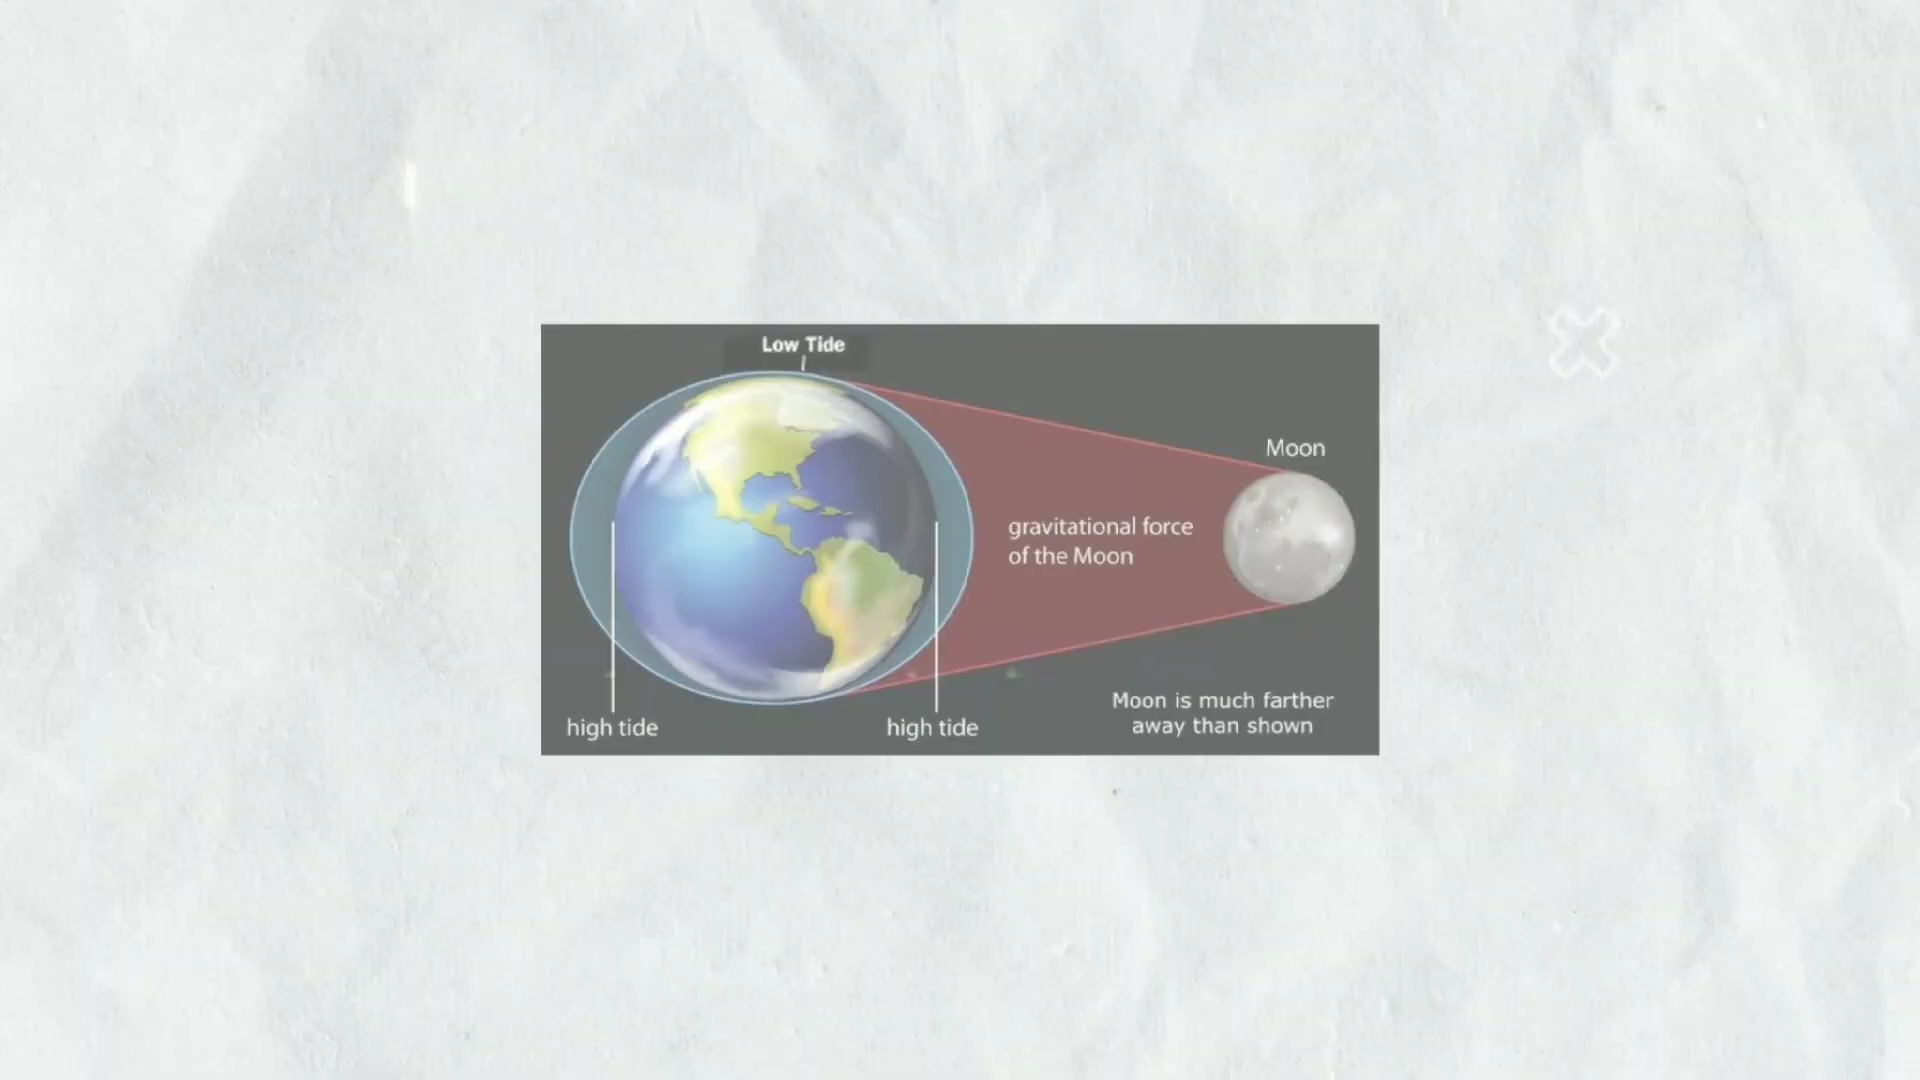 Low Tide
Moon
gravitational force
of the Moon
Moon is much farther
away than shown
high tide
high tide